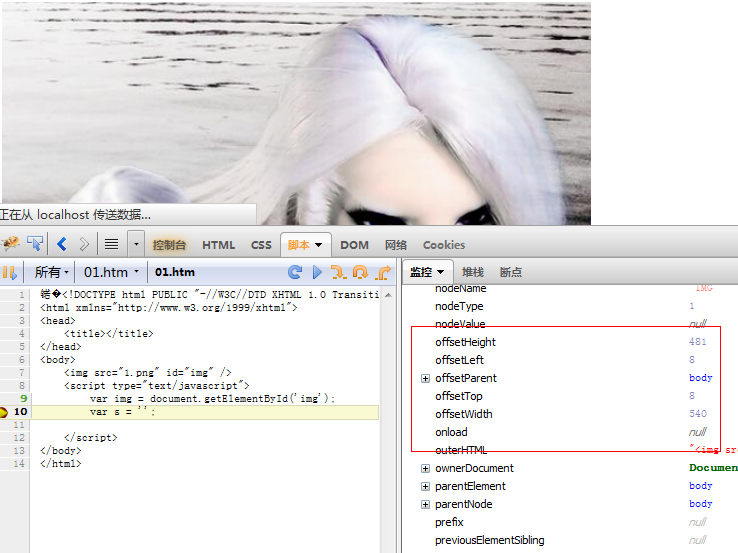 正在从 localhost 传送数据...
控制台 HTML CSS 脚本 DOM 网络 Cookies
所有 01.htm 01.htm
监控 堆栈 断点
1 锘�<!DOCTYPE html PUBLIC "-//W3C//DTD XHTML 1.0 Transiti
2 <html xmlns="http://www.w3.org/1999/xhtml">
3 <head>
4 <title></title>
5 </head>
6 <body>
7 <img src="1.png" id="img" />
8 <script type="text/javascript">
9 var img = document.getElementById('img');
10 var s = '';
11
12 </script>
13 </body>
14 </html>
nodeName "IMG
nodeType 1
nodeValue null
offsetHeight 481
offsetLeft 8
offsetParent body
offsetTop 8
offsetWidth 540
onload null
outerHTML "<img src
ownerDocument Docum
parentElement body
parentNode body
prefix null
previousElementSibling null